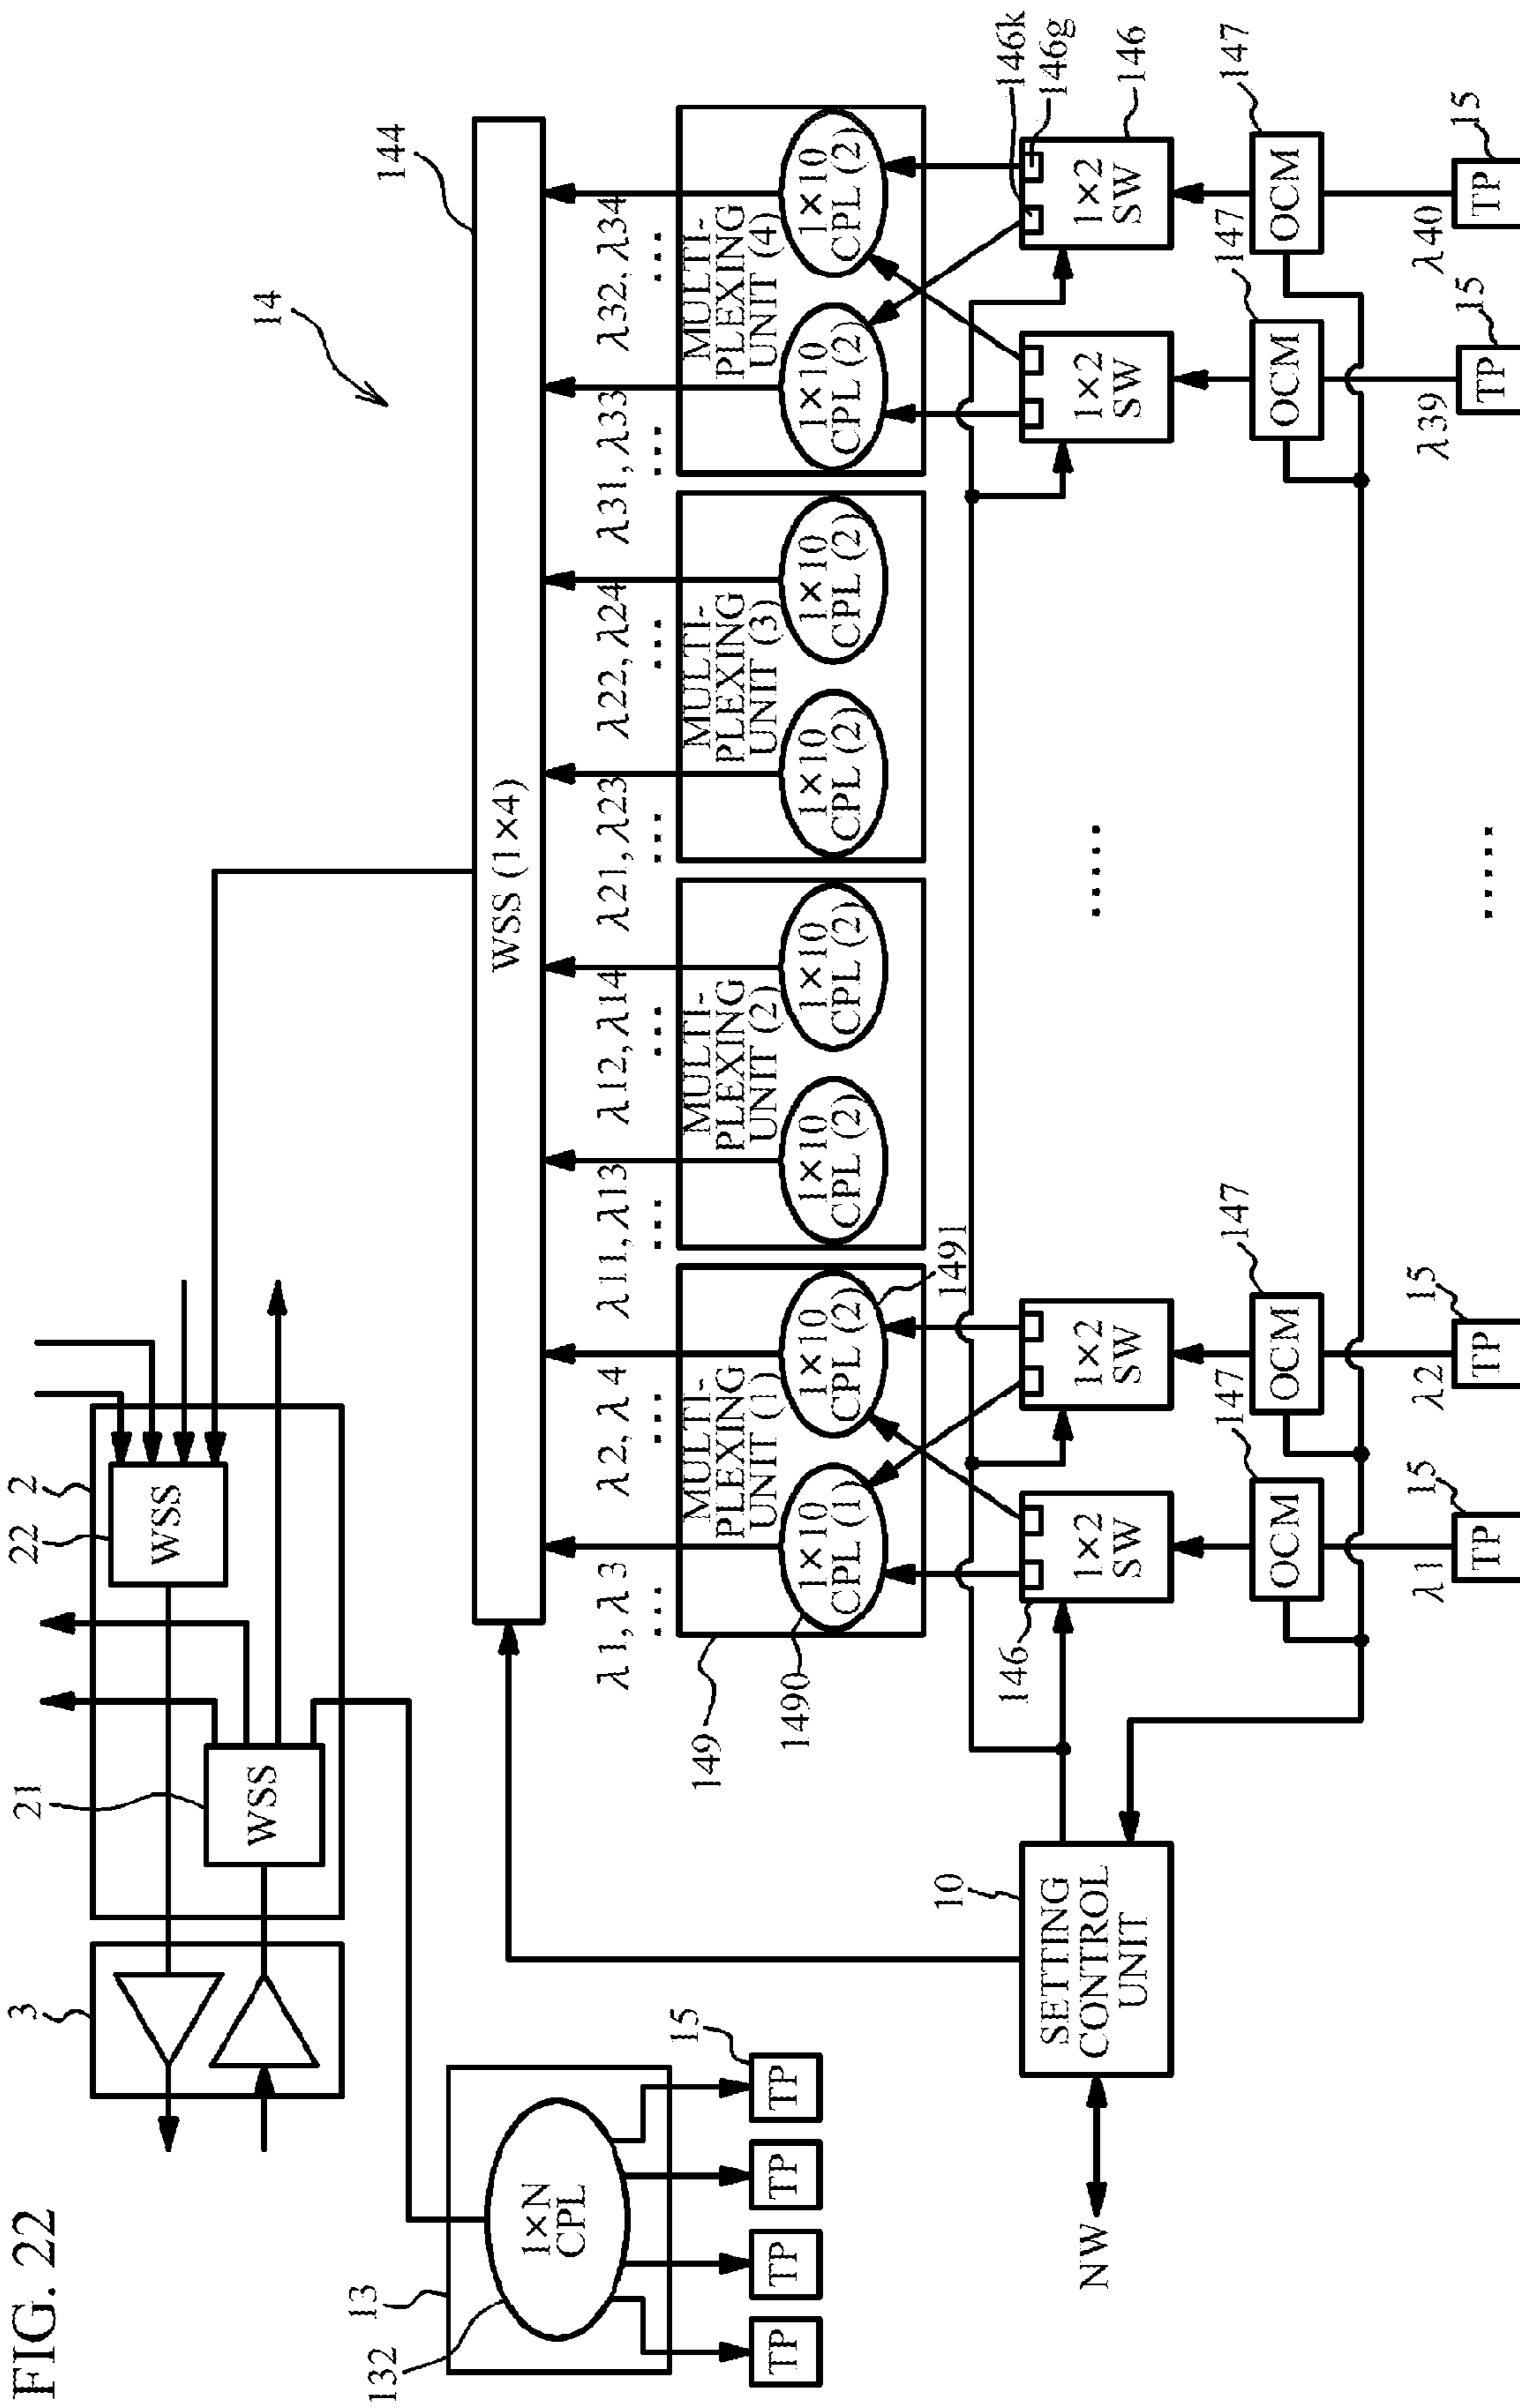 FIG. 22
3
21
22
2
WSS
WSS
13
132
1×N
CPL
TP
TP
TP
TP
15
14
144
WSS (1×4)
λ1, λ3
....
λ2, λ4
....
λ11, λ13
....
λ12, λ14
....
λ21, λ23
....
λ22, λ24
....
λ31, λ33
....
λ32, λ34
....
149
1490
1491
MULTI-
PLEXING
UNIT (1)
1×10
CPL (1)
1×10
CPL (2)
MULTI-
PLEXING
UNIT (2)
1×10
CPL (2)
1×10
CPL (2)
MULTI-
PLEXING
UNIT (3)
1×10
CPL (2)
1×10
CPL (2)
MULTI-
PLEXING
UNIT (4)
1×10
CPL (2)
1×10
CPL (2)
146k
146g
146
146
1×2
SW
1×2
SW
.....
1×2
SW
1×2
SW
10
SETTING
CONTROL
UNIT
NW
147
147
147
147
OCM
OCM
OCM
OCM
λ1
15
TP
λ2
15
TP
.....
λ39
15
TP
λ40
15
TP